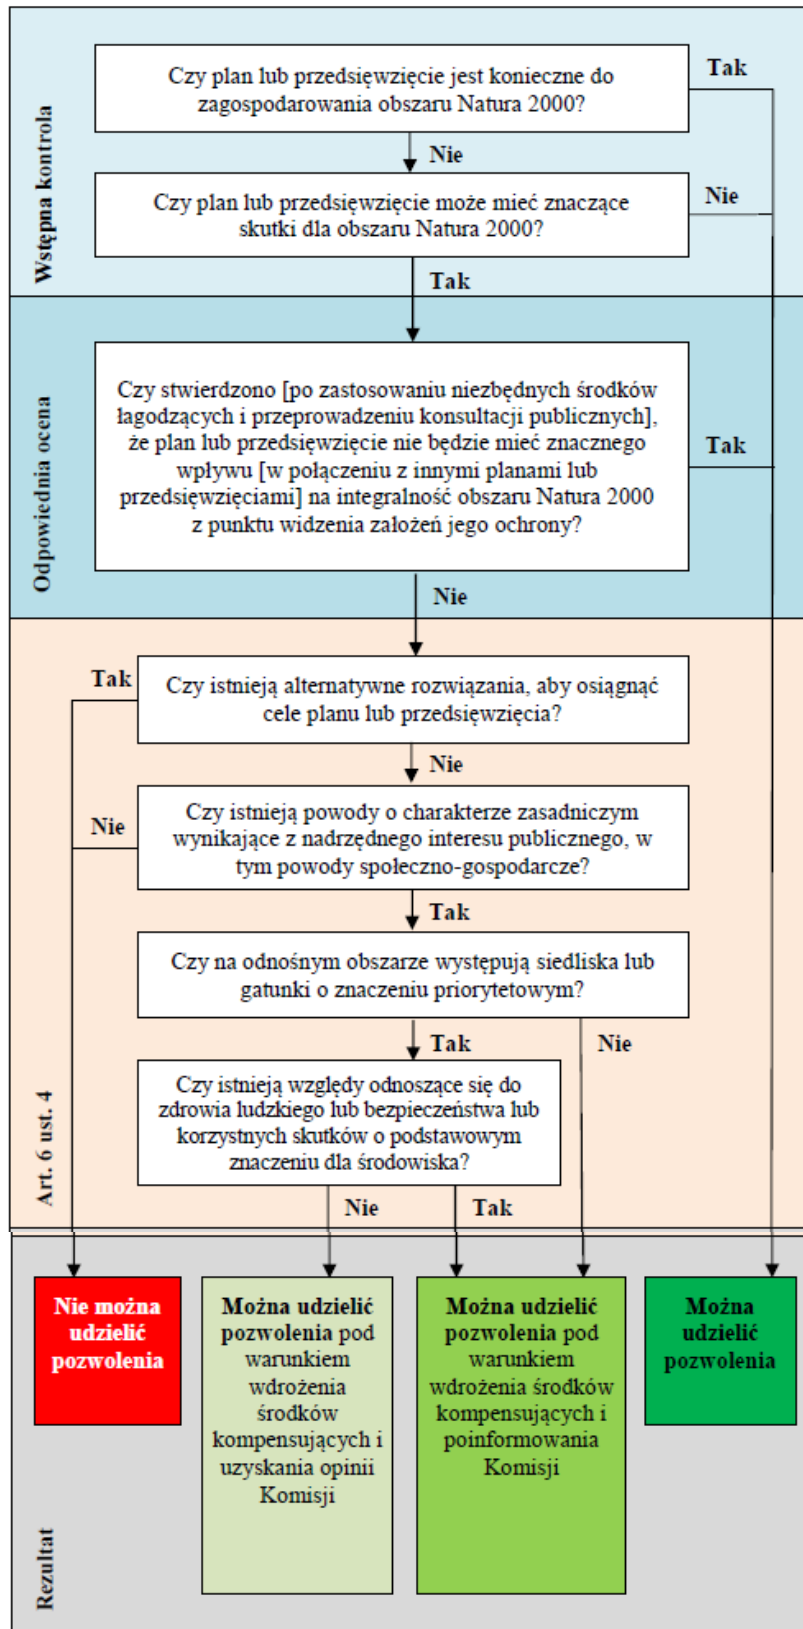 Wstępna kontrola
Czy plan lub przedsięwzięcie jest konieczne do
zagospodarowania obszaru Natura 2000?
Tak
Nie
Czy plan lub przedsięwzięcie może mieć znaczące
skutki dla obszaru Natura 2000?
Nie
Tak
Odpowiednia ocena
Czy stwierdzono [po zastosowaniu niezbędnych środków
łagodzących i przeprowadzeniu konsultacji publicznych],
że plan lub przedsięwzięcie nie będzie mieć znacznego
wpływu [w połączeniu z innymi planami lub
przedsięwzięciami] na integralność obszaru Natura 2000
z punktu widzenia założeń jego ochrony?
Tak
Nie
Art. 6 ust. 4
Tak
Czy istnieją alternatywne rozwiązania, aby osiągnąć
cele planu lub przedsięwzięcia?
Nie
Nie
Czy istnieją powody o charakterze zasadniczym
wynikające z nadrzędnego interesu publicznego, w
tym powody społeczno-gospodarcze?
Tak
Czy na odnośnym obszarze występują siedliska lub
gatunki o znaczeniu priorytetowym?
Tak
Nie
Czy istnieją względy odnoszące się do
zdrowia ludzkiego lub bezpieczeństwa lub
korzystnych skutków o podstawowym
znaczeniu dla środowiska?
Nie
Tak
Rezultat
Nie można
udzielić
pozwolenia
Można udzielić
pozwolenia pod
warunkiem
wdrożenia
środków
kompensujących i
uzyskania opinii
Komisji
Można udzielić
pozwolenia pod
warunkiem
wdrożenia środków
kompensujących i
poinformowania
Komisji
Można
udzielić
pozwolenia